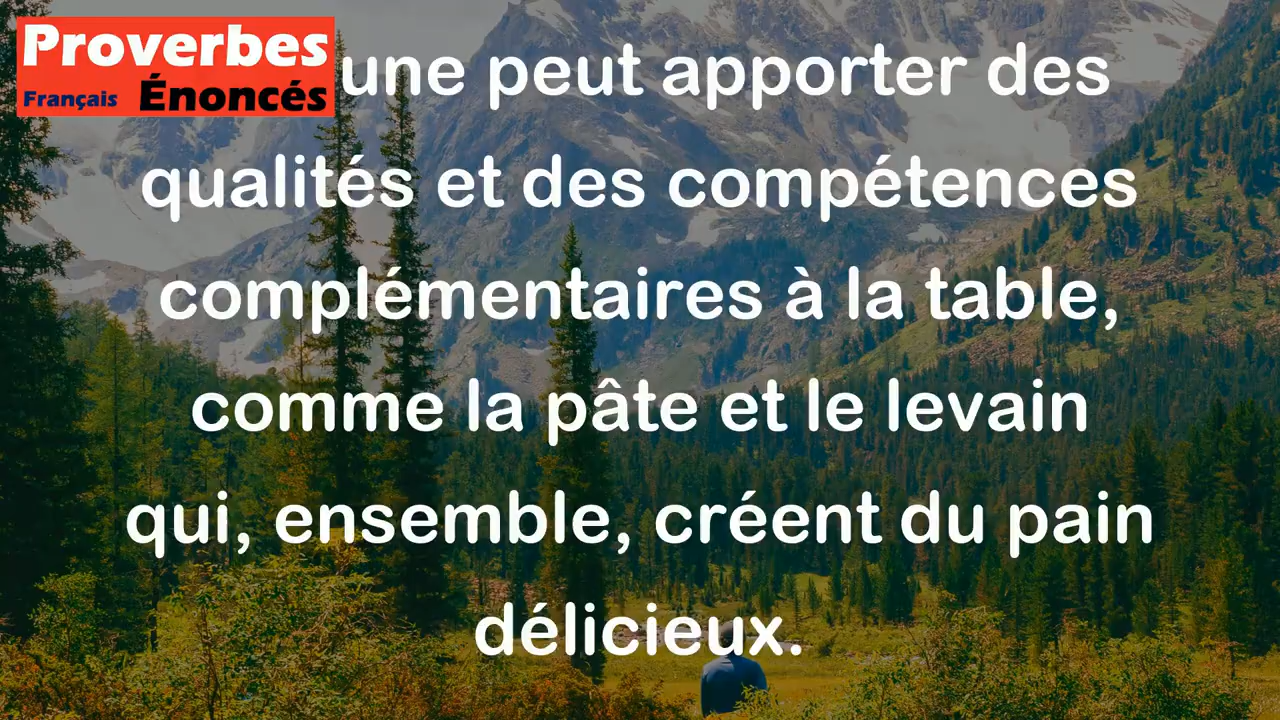 Proverbes
Français Énoncés
une peut apporter des
qualités et des compétences
complémentaires à la table,
comme la pâte et le levain
qui, ensemble, créent du pain
délicieux.